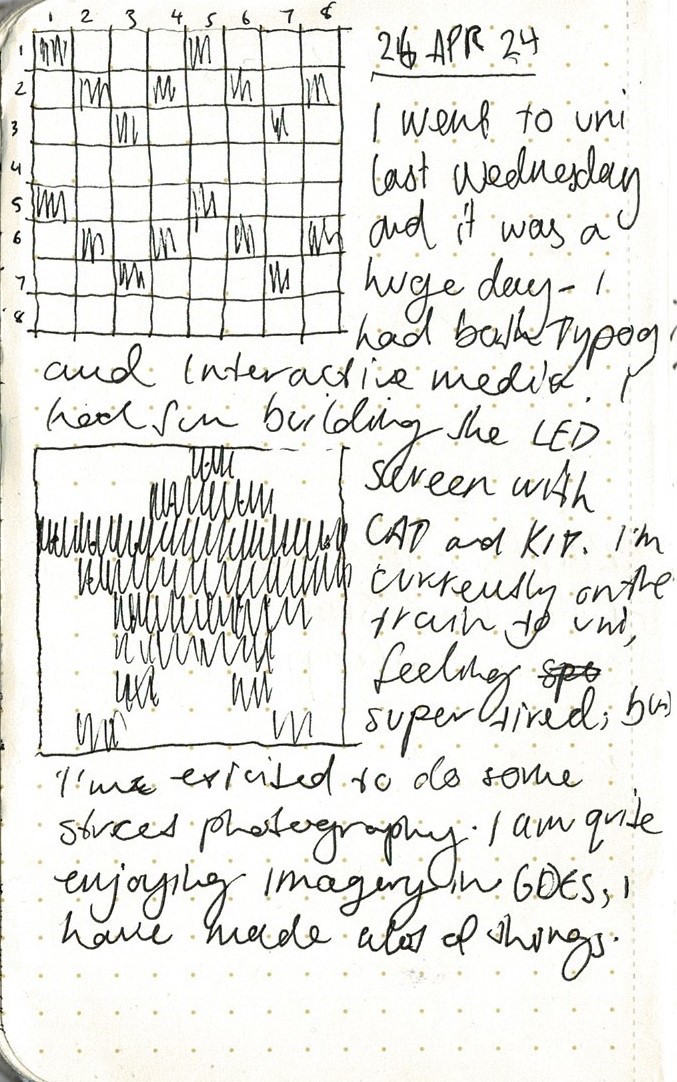 1 2 3 4 5 6 7 8
1
2
3
4
5
6
7
8
26 APR 24
I went to uni
last Wednesday
and it was a
huge day - I
had both Typog
and Interactive media. I
had fun building the LED
screen with
CAD and KIT. I'm
currently on the
train to uni,
feeling
super tired, but
I'm exicited to do some
street photography. I am quite
enjoying Imagery in GDES, I
have made alot of things.